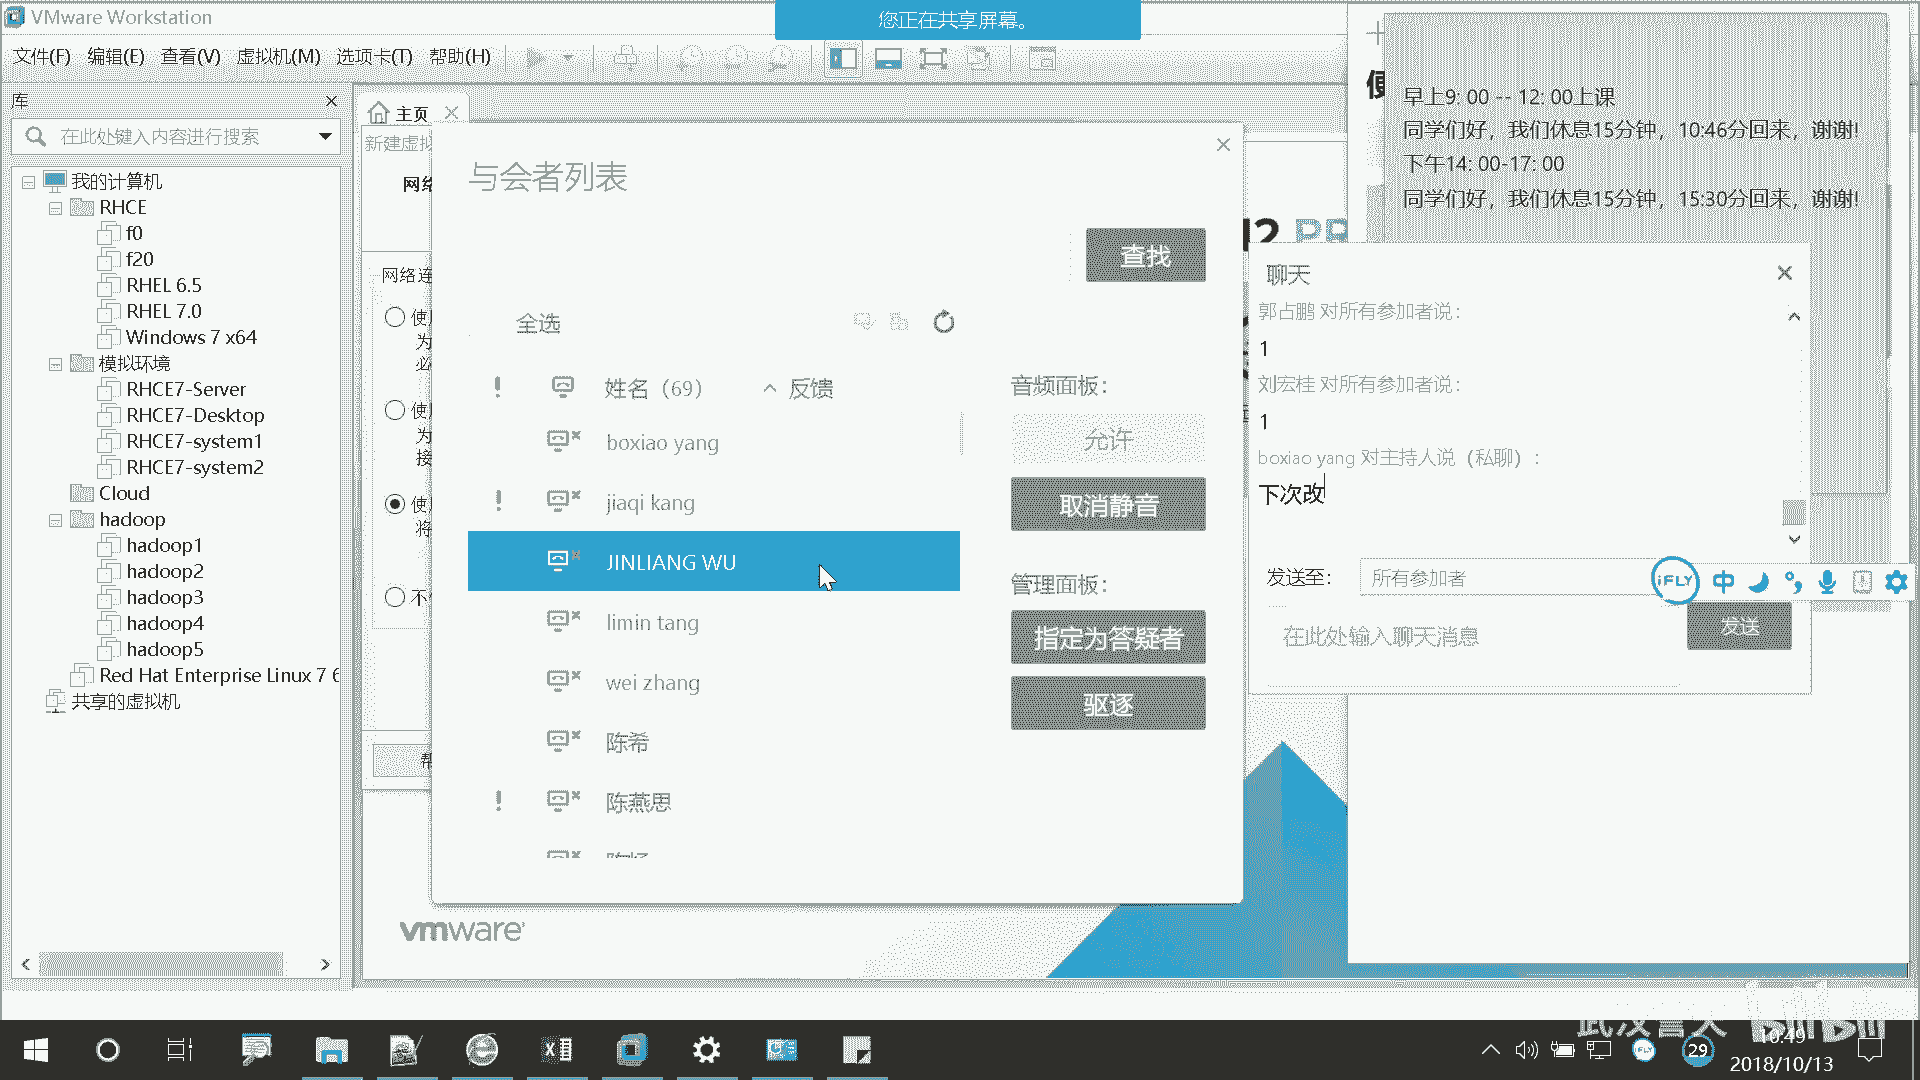 VMware Workstation
您正在共享屏幕。
文件(F) 编辑(E) 查看(V) 虚拟机(M) 选项卡(T) 帮助(H)
库
在此处键入内容进行搜索
我的计算机
RHCE
f0
f20
RHEL 6.5
RHEL 7.0
Windows 7 x64
模拟环境
RHCE7-Server
RHCE7-Desktop
RHCE7-system1
RHCE7-system2
Cloud
hadoop
hadoop1
hadoop2
hadoop3
hadoop4
hadoop5
Red Hat Enterprise Linux 7 6
共享的虚拟机
主页
新建虚拟
网络
网络连
使
为
必
使
为
接
使
将
不
帮
与会者列表
查找
全选
姓名（69） 反馈
boxiao yang
jiaqi kang
JINLIANG WU
limin tang
wei zhang
陈希
陈燕思
音频面板：
允许
取消静音
管理面板：
指定为答疑者
驱逐
12 PR
便
早上9: 00 -- 12: 00上课
同学们好，我们休息15分钟，10:46分回来，谢谢!
下午14: 00-17: 00
同学们好，我们休息15分钟，15:30分回来，谢谢!
聊天
郭占鹏 对所有参加者说：
1
刘宏桂 对所有参加者说：
1
boxiao yang 对主持人说（私聊）：
下次改
发送至：
所有参加者
iFLY 中
在此处输入聊天消息
发送
vmware
bilibili
iFLY
29
10:49
2018/10/13